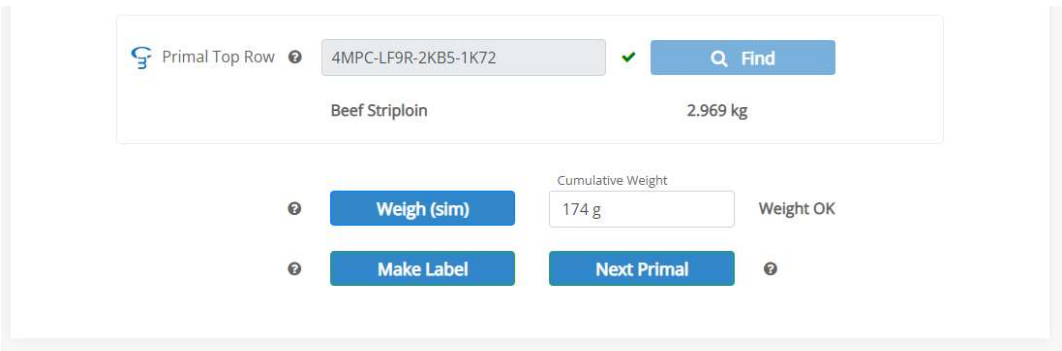 Primal Top Row ? 4MPC-LF9R-2KB5-1K72 ✔ Find
Beef Striploin 2.969 kg
Cumulative Weight
? Weigh (sim) 174 g Weight OK
? Make Label Next Primal ?